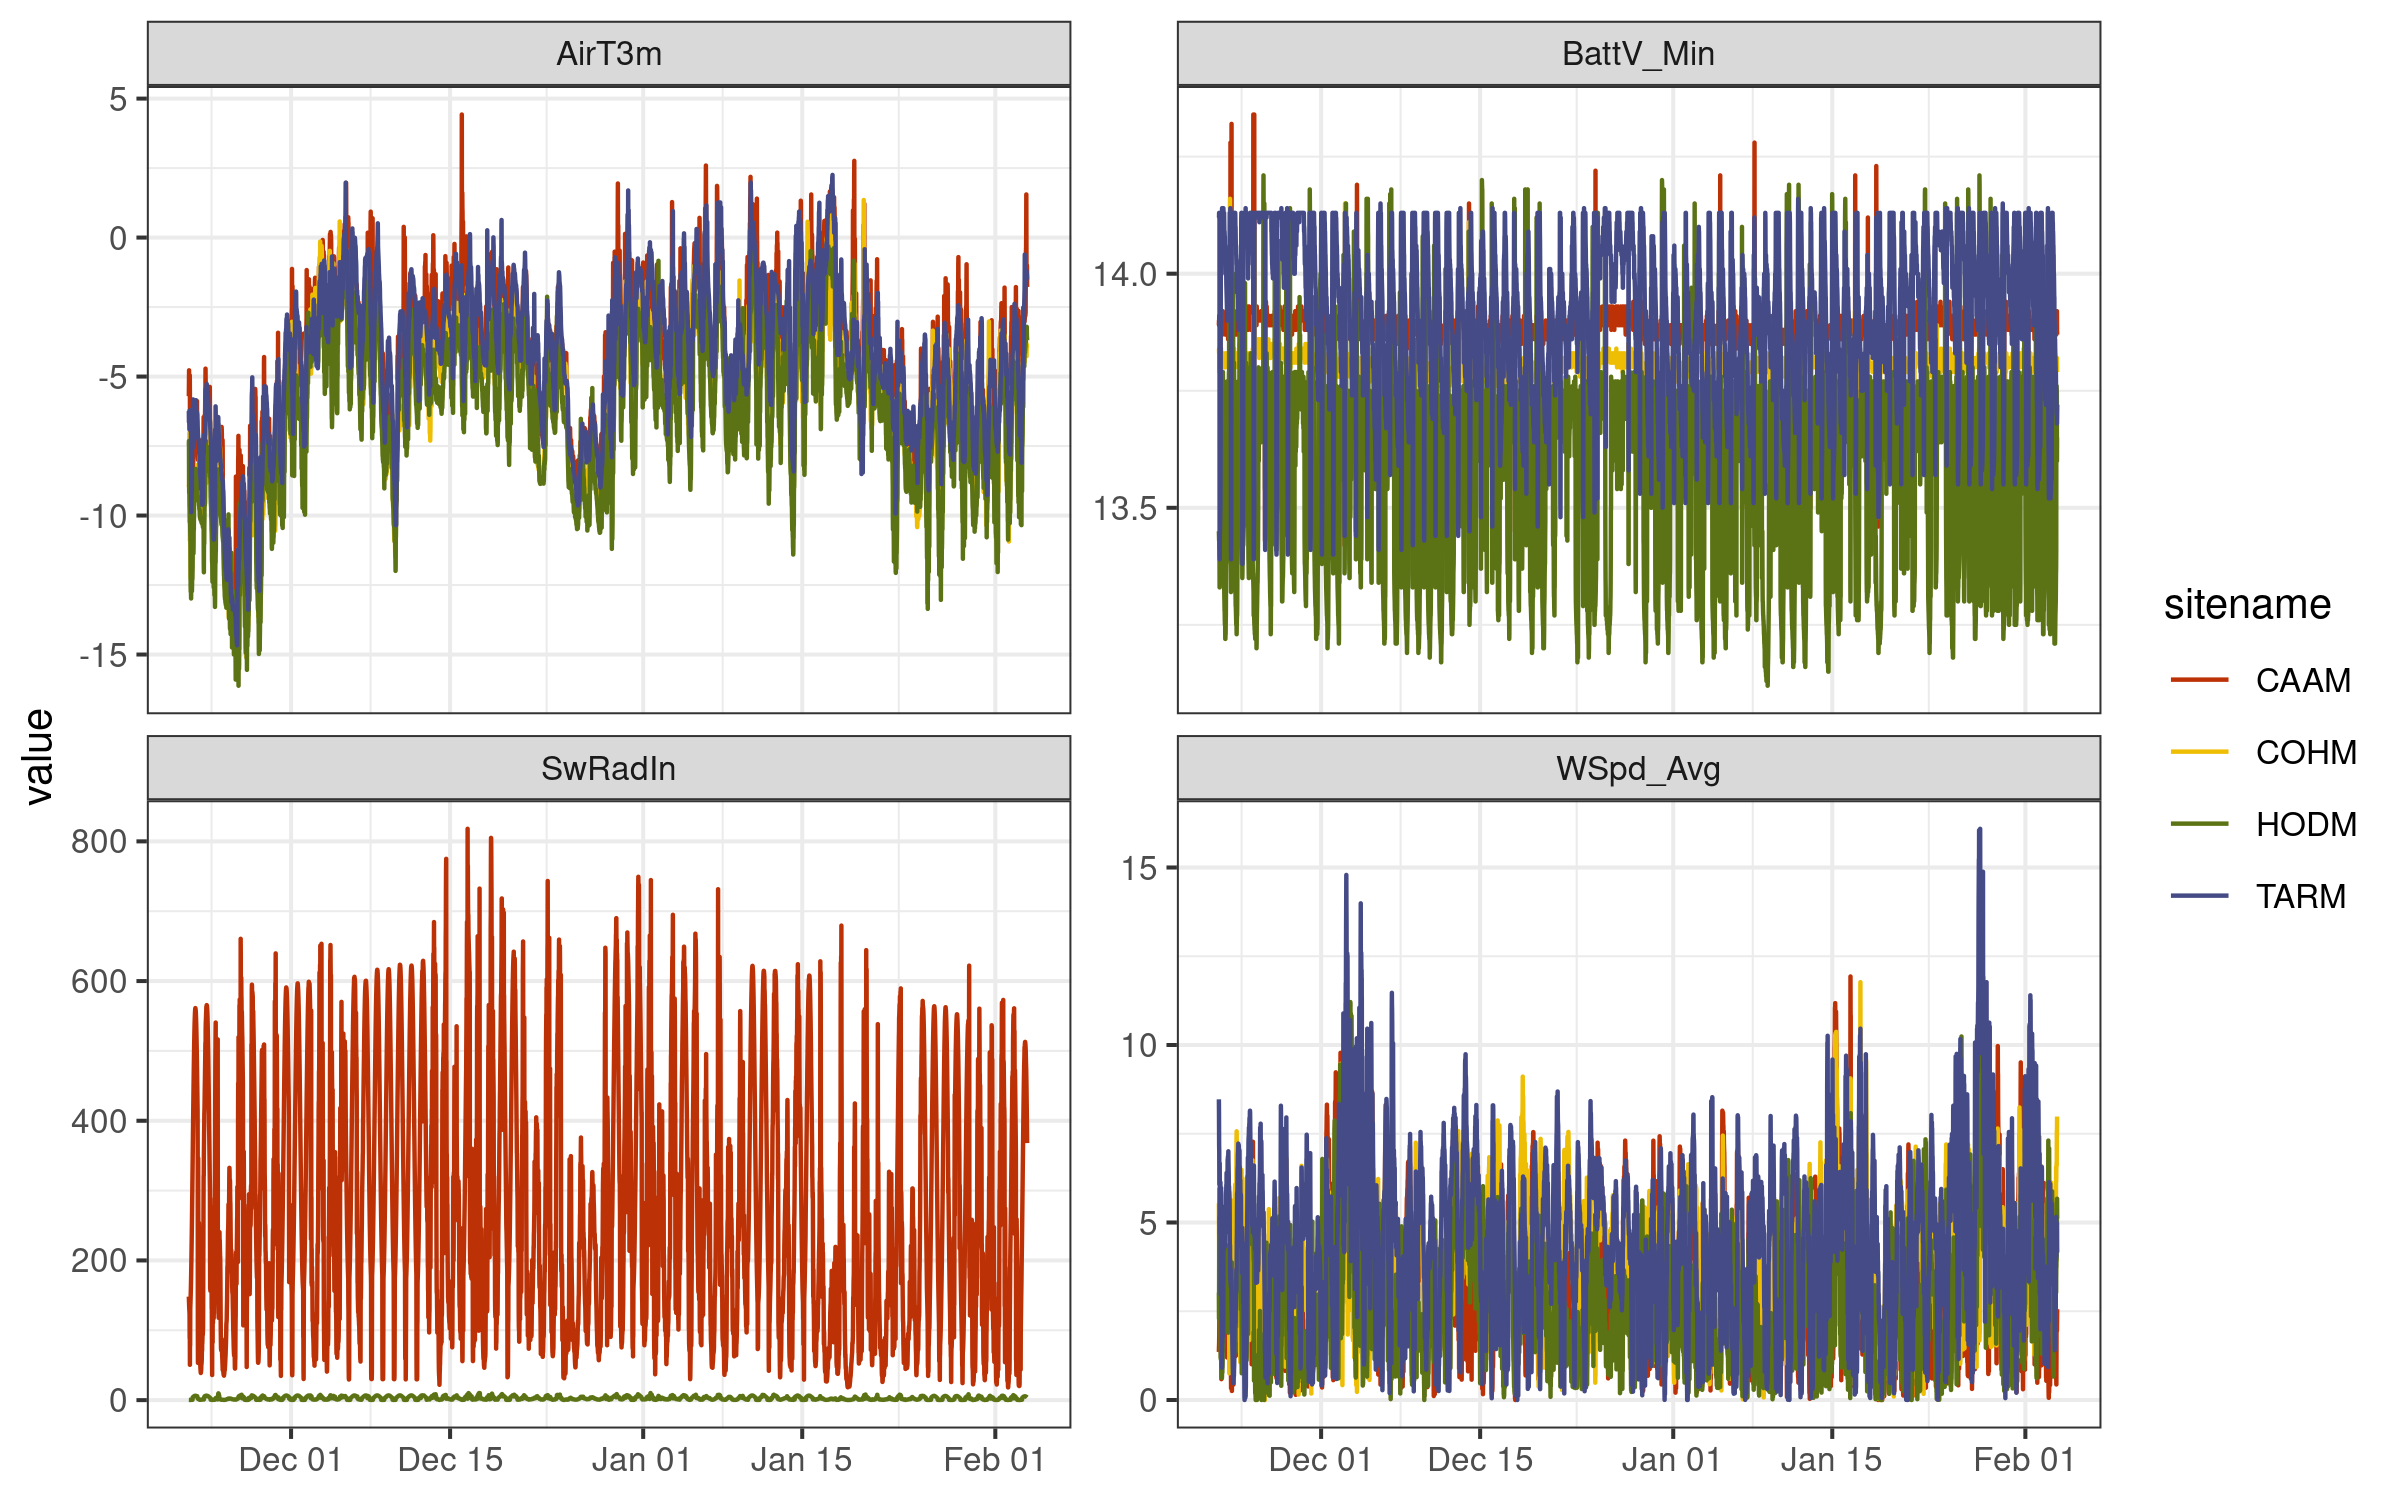 AirT3m
BattV_Min
5
0
-5
-10
-15
14.0
13.5
value
SwRadIn
WSpd_Avg
800
600
400
200
0
15
10
5
0
Dec 01 Dec 15 Jan 01 Jan 15 Feb 01
Dec 01 Dec 15 Jan 01 Jan 15 Feb 01
sitename
CAAM
COHM
HODM
TARM